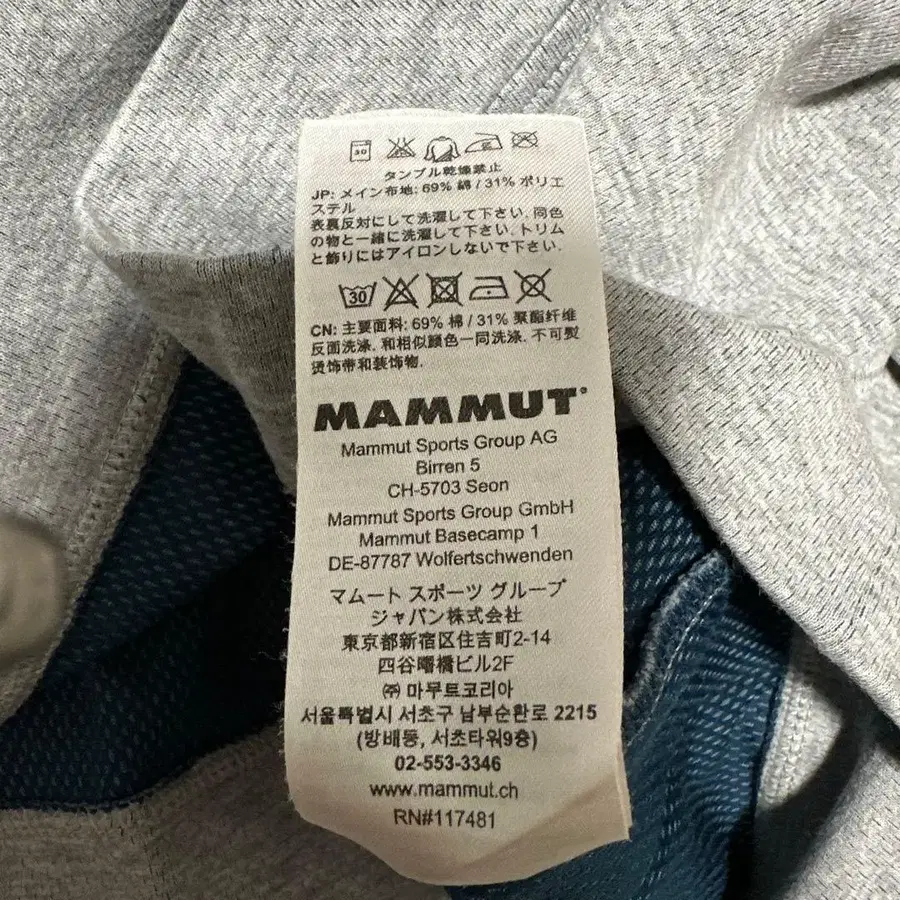 30
タンブル乾燥禁止
JP: メイン布地: 69% 綿 / 31% ポリエ
ステル
表裏反対にして洗濯して下さい. 同色
の物と一緒に洗濯して下さい. トリム
と飾りにはアイロンしないで下さい.
30
CN: 主要面料: 69% 棉 / 31% 聚酯纤维
反面洗涤. 和相似颜色一同洗涤. 不可熨
烫饰带和装饰物.
MAMMUT
Mammut Sports Group AG
Birren 5
CH-5703 Seon
Mammut Sports Group GmbH
Mammut Basecamp 1
DE-87787 Wolfertschwenden
マムート スポーツ グループ
ジャパン株式会社
東京都新宿区住吉町2-14
四谷曙橋ビル2F
㈜ 마무트코리아
서울특별시 서초구 남부순환로 2215
(방배동, 서초타워9층)
02-553-3346
www.mammut.ch
RN#117481